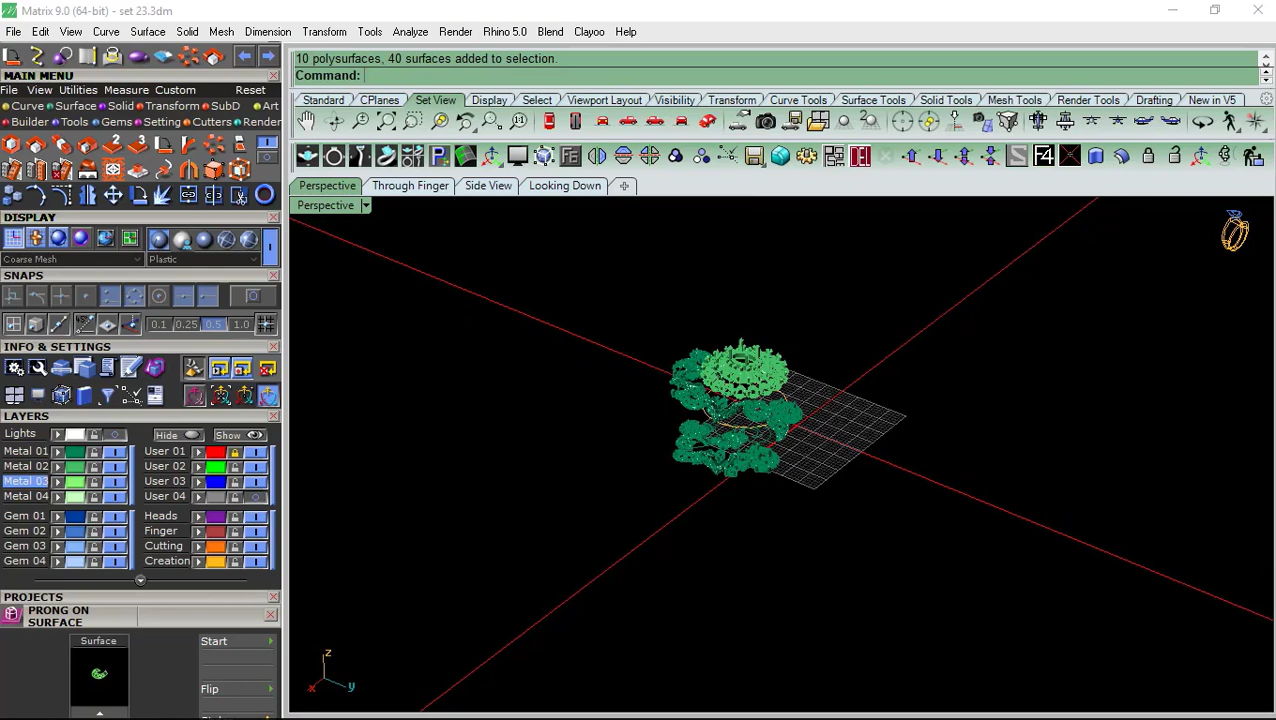 Matrix 9.0 (64-bit) - set 23.3dm
File Edit View Curve Surface Solid Mesh Dimension Transform Tools Analyze Render Rhino 5.0 Blend Clayoo Help
10 polysurfaces, 40 surfaces added to selection.
Command:
MAIN MENU
File View Utilities Measure Custom Reset
Curve Surface Solid Transform SubD Art
Builder Tools Gems Setting Cutters Render
Standard CPlanes Set View Display Select Viewport Layout Visibility Transform Curve Tools Surface Tools Solid Tools Mesh Tools Render Tools Drafting New in V5
Perspective Through Finger Side View Looking Down
Perspective
DISPLAY
Coarse Mesh Plastic
SNAPS
0.1 0.25 0.5 1.0
INFO & SETTINGS
LAYERS
Lights Hide Show
Metal 01 User 01
Metal 02 User 02
Metal 03 User 03
Metal 04 User 04
Gem 01 Heads
Gem 02 Finger
Gem 03 Cutting
Gem 04 Creation
PROJECTS
PRONG ON
SURFACE
Surface Start
Flip
z
x y